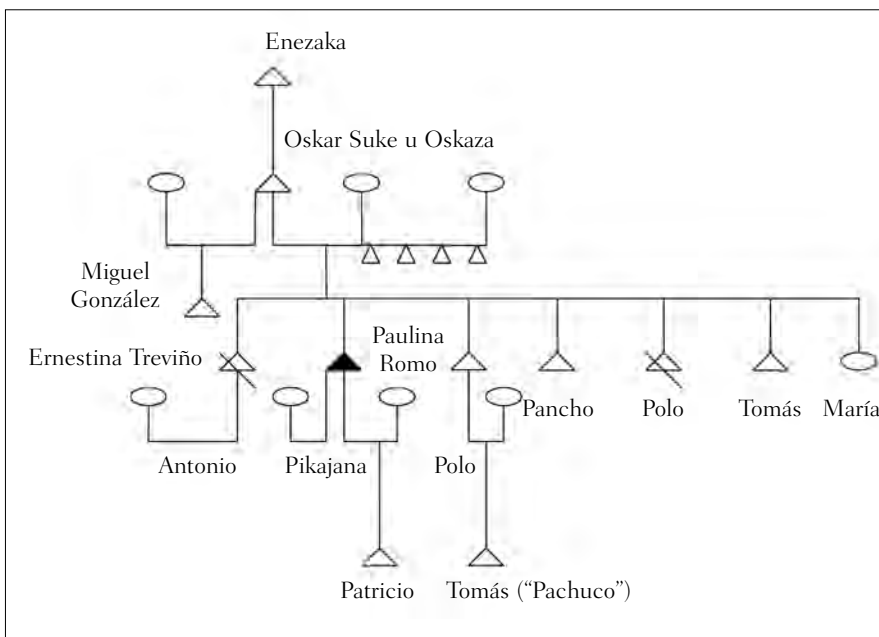 Enezaka
Oskar Suke u Oskaza
Miguel
González
Ernestina Treviño
Paulina
Romo
Pancho
Polo
Tomás
María
Antonio
Pikajana
Polo
Patricio
Tomás (“Pachuco”)